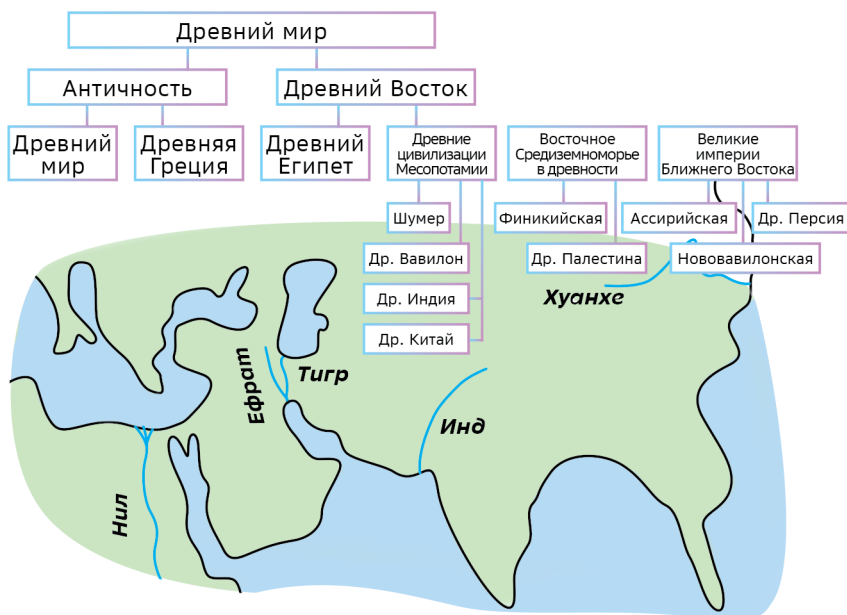 Древний мир
Античность
Древний Восток
Древний
мир
Древняя
Греция
Древний
Египет
Древние
цивилизации
Месопотамии
Восточное
Средиземноморье
в древности
Великие
империи
Ближнего Востока
Шумер
Финикийская
Ассирийская
Др. Персия
Др. Вавилон
Др. Палестина
Нововавилонская
Др. Индия
Др. Китай
Хуанхе
Ефрат
Тигр
Инд
Нил